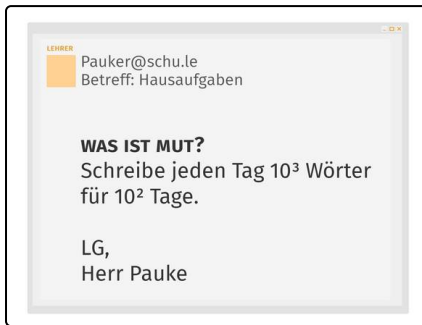 LEHRER
Pauker@schu.le
Betreff: Hausaufgaben
WAS IST MUT?
Schreibe jeden Tag 10³ Wörter
für 10² Tage.
LG,
Herr Pauke